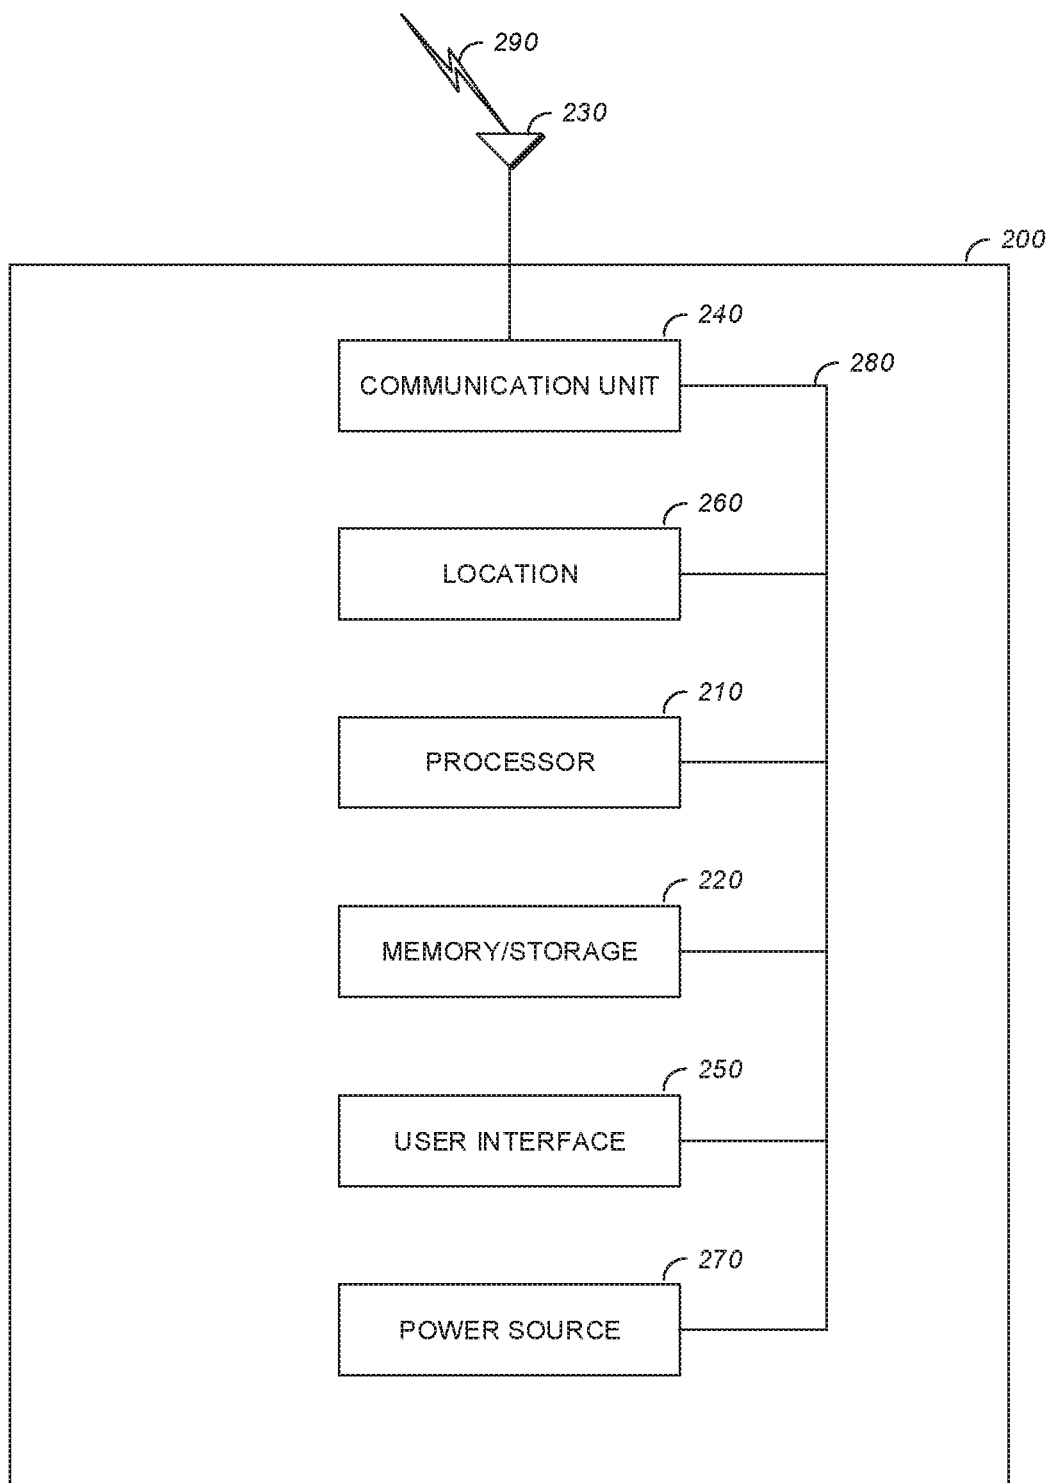 290
230
200
240
COMMUNICATION UNIT
280
260
LOCATION
210
PROCESSOR
220
MEMORY/STORAGE
250
USER INTERFACE
270
POWER SOURCE